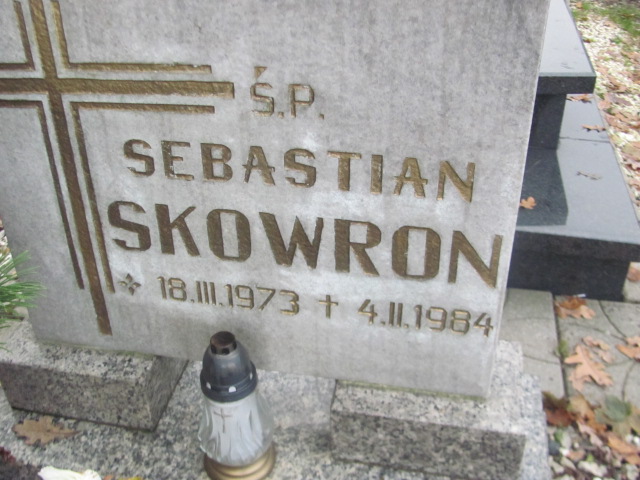 Ś.P.
SEBASTIAN
SKOWRON
18.III.1973 + 4.II.1984